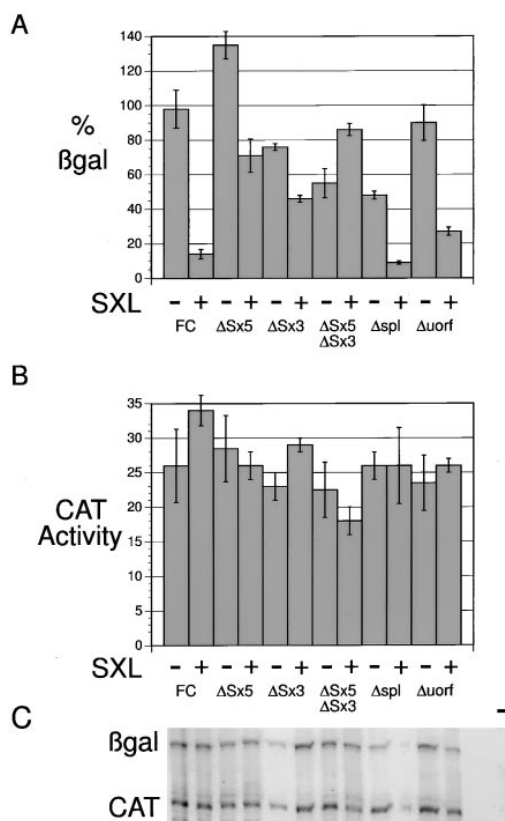 A
140
120
100
80
60
40
20
0
%
ßgal
SXL - + - + - + - + - + - +
FC ΔSx5 ΔSx3 ΔSx5 Δspl Δuorf
ΔSx3
B
35
30
25
20
15
10
5
0
CAT
Activity
SXL - + - + - + - + - + - +
FC ΔSx5 ΔSx3 ΔSx5 Δspl Δuorf
ΔSx3
C
ßgal
CAT